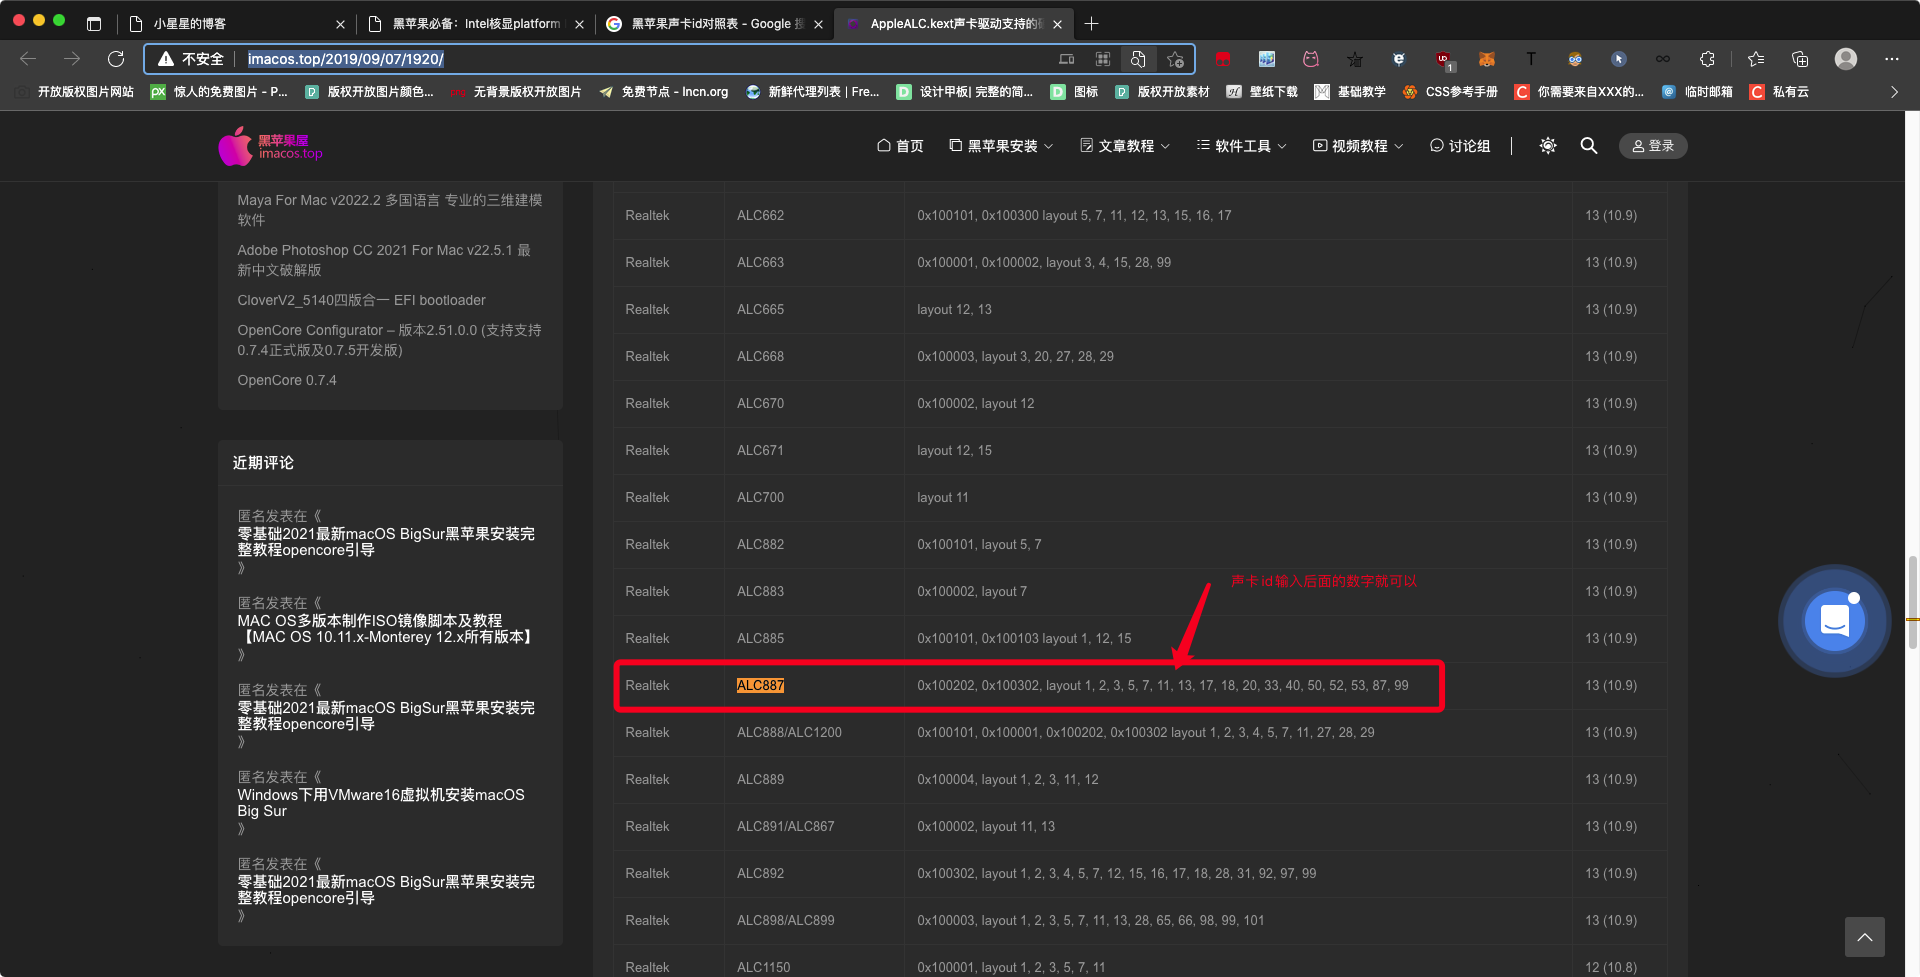 小星星的博客
黑苹果必备：Intel核显platform
黑苹果声卡id对照表 - Google 搜
AppleALC.kext声卡驱动支持的
不安全
imacos.top/2019/09/07/1920/
1
开放版权图片网站
惊人的免费图片 - P...
版权开放图片颜色...
无背景版权开放图片
免费节点 - lncn.org
新鲜代理列表 | Fre...
设计甲板| 完整的简...
图标
版权开放素材
壁纸下载
基础教学
CSS参考手册
你需要来自XXX的...
临时邮箱
私有云
黑苹果屋
imacos.top
首页
黑苹果安装
文章教程
软件工具
视频教程
讨论组
登录
Maya For Mac v2022.2 多国语言 专业的三维建模
软件
Adobe Photoshop CC 2021 For Mac v22.5.1 最
新中文破解版
CloverV2_5140四版合一 EFI bootloader
OpenCore Configurator – 版本2.51.0.0 (支持支持
0.7.4正式版及0.7.5开发版)
OpenCore 0.7.4
近期评论
匿名发表在《
零基础2021最新macOS BigSur黑苹果安装完
整教程opencore引导
》
匿名发表在《
MAC OS多版本制作ISO镜像脚本及教程
【MAC OS 10.11.x-Monterey 12.x所有版本】
》
匿名发表在《
零基础2021最新macOS BigSur黑苹果安装完
整教程opencore引导
》
匿名发表在《
Windows下用VMware16虚拟机安装macOS
Big Sur
》
匿名发表在《
零基础2021最新macOS BigSur黑苹果安装完
整教程opencore引导
》
Realtek ALC662 0x100101, 0x100300 layout 5, 7, 11, 12, 13, 15, 16, 17 13 (10.9)
Realtek ALC663 0x100001, 0x100002, layout 3, 4, 15, 28, 99 13 (10.9)
Realtek ALC665 layout 12, 13 13 (10.9)
Realtek ALC668 0x100003, layout 3, 20, 27, 28, 29 13 (10.9)
Realtek ALC670 0x100002, layout 12 13 (10.9)
Realtek ALC671 layout 12, 15 13 (10.9)
Realtek ALC700 layout 11 13 (10.9)
Realtek ALC882 0x100101, layout 5, 7 13 (10.9)
声卡id输入后面的数字就可以
Realtek ALC883 0x100002, layout 7 13 (10.9)
Realtek ALC885 0x100101, 0x100103 layout 1, 12, 15 13 (10.9)
Realtek ALC887 0x100202, 0x100302, layout 1, 2, 3, 5, 7, 11, 13, 17, 18, 20, 33, 40, 50, 52, 53, 87, 99 13 (10.9)
Realtek ALC888/ALC1200 0x100101, 0x100001, 0x100202, 0x100302 layout 1, 2, 3, 4, 5, 7, 11, 27, 28, 29 13 (10.9)
Realtek ALC889 0x100004, layout 1, 2, 3, 11, 12 13 (10.9)
Realtek ALC891/ALC867 0x100002, layout 11, 13 13 (10.9)
Realtek ALC892 0x100302, layout 1, 2, 3, 4, 5, 7, 12, 15, 16, 17, 18, 28, 31, 92, 97, 99 13 (10.9)
Realtek ALC898/ALC899 0x100003, layout 1, 2, 3, 5, 7, 11, 13, 28, 65, 66, 98, 99, 101 13 (10.9)
Realtek ALC1150 0x100001, layout 1, 2, 3, 5, 7, 11 12 (10.8)